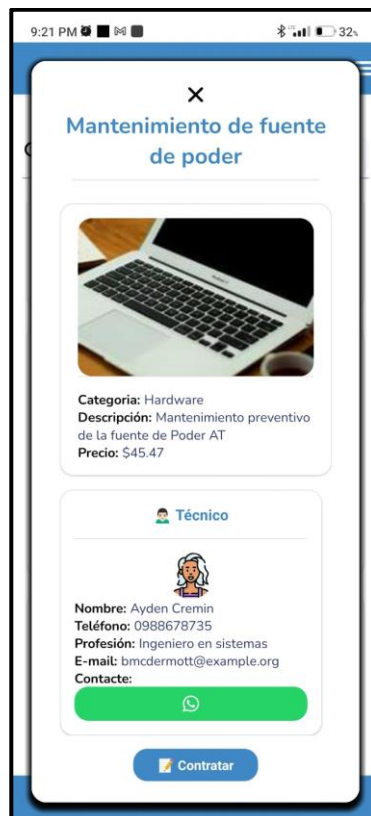 9:21 PM
32%
Mantenimiento de fuente
de poder
Categoria: Hardware
Descripción: Mantenimiento preventivo
de la fuente de Poder AT
Precio: $45.47
Técnico
Nombre: Ayden Cremin
Teléfono: 0988678735
Profesión: Ingeniero en sistemas
E-mail: bmcdermott@example.org
Contacte:
Contratar